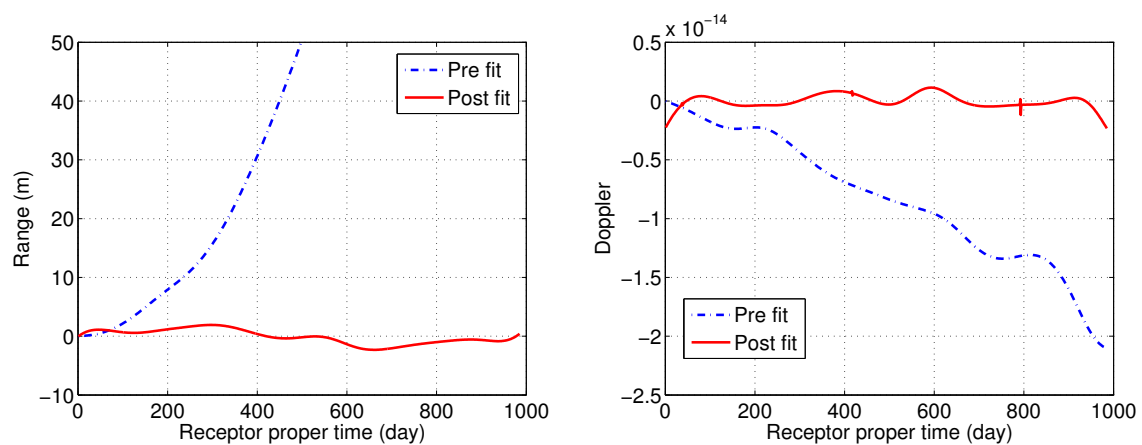 50
40
30
20
10
0
−10
Range (m)
0 200 400 600 800 1000
Receptor proper time (day)
Pre fit
Post fit
x 10−14
0.5
0
−0.5
−1
−1.5
−2
−2.5
Doppler
0 200 400 600 800 1000
Receptor proper time (day)
Pre fit
Post fit